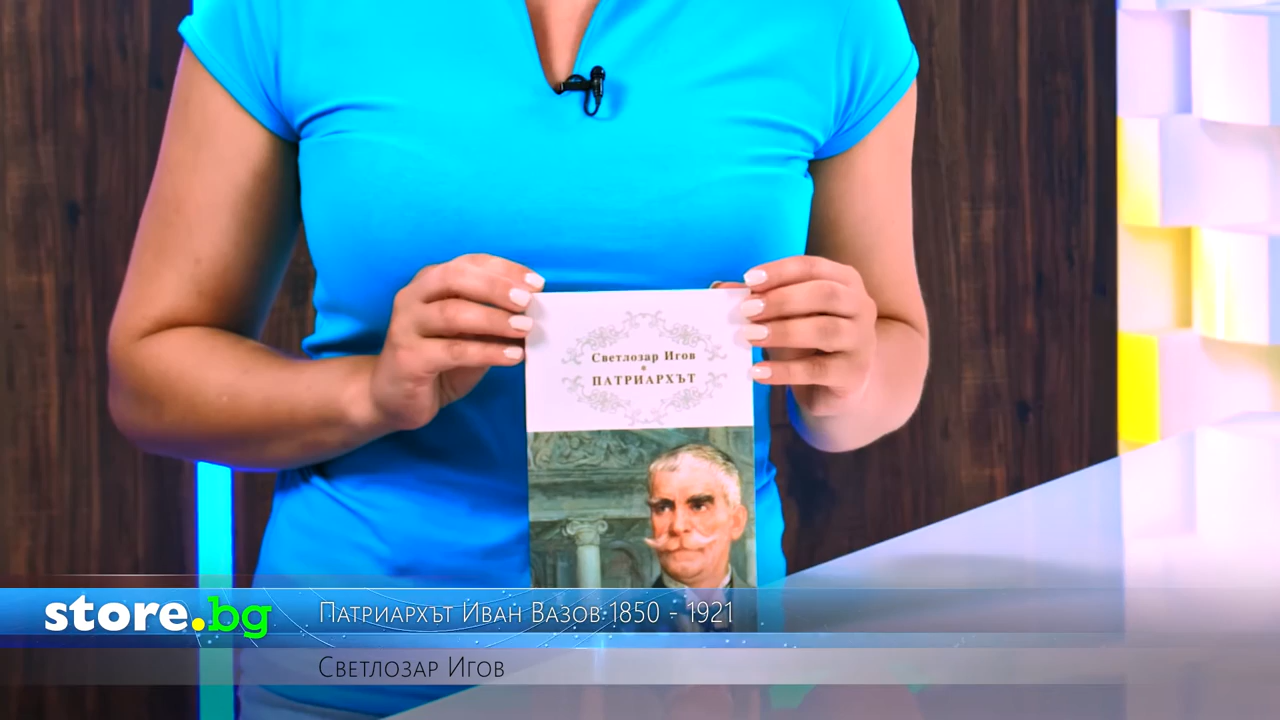 Светлозар Игов
ПАТРИАРХЪТ
store.bg
Патриархът Иван Вазов 1850 - 1921
Светлозар Игов